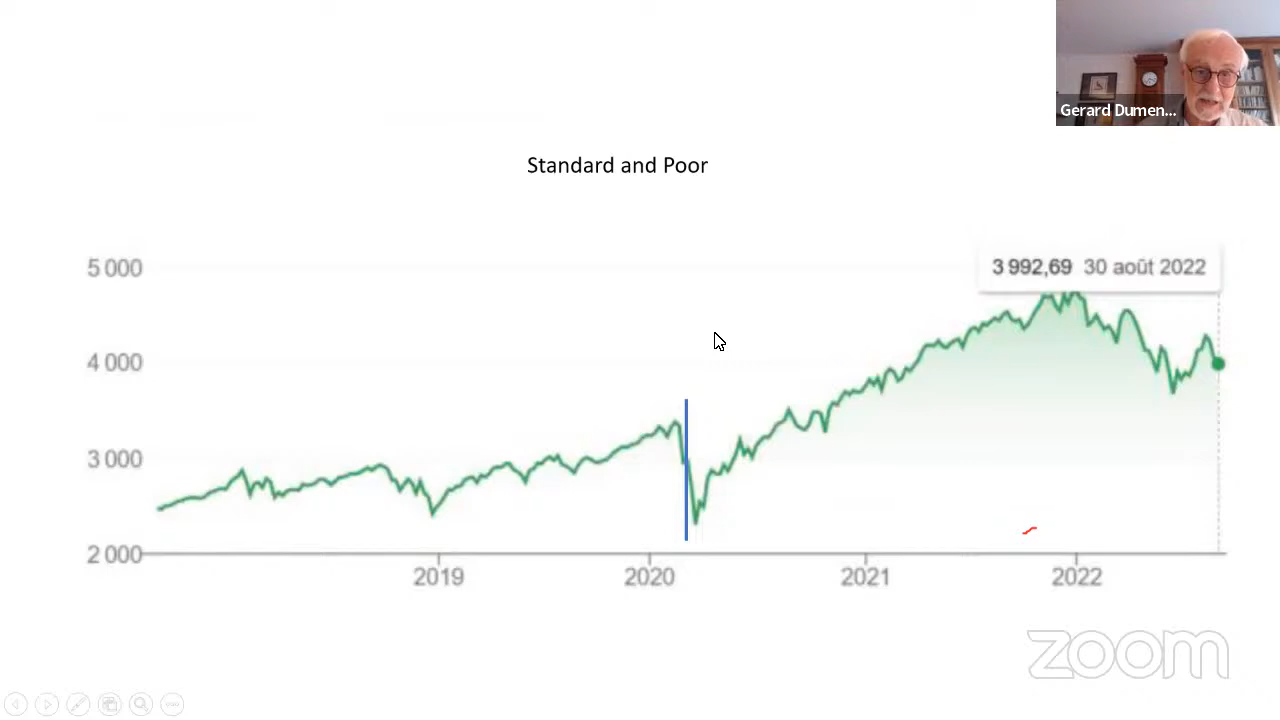 Gerard Dumen...
Standard and Poor
5 000
3 992,69 30 août 2022
4 000
3 000
2 000
2019 2020 2021 2022
zoom